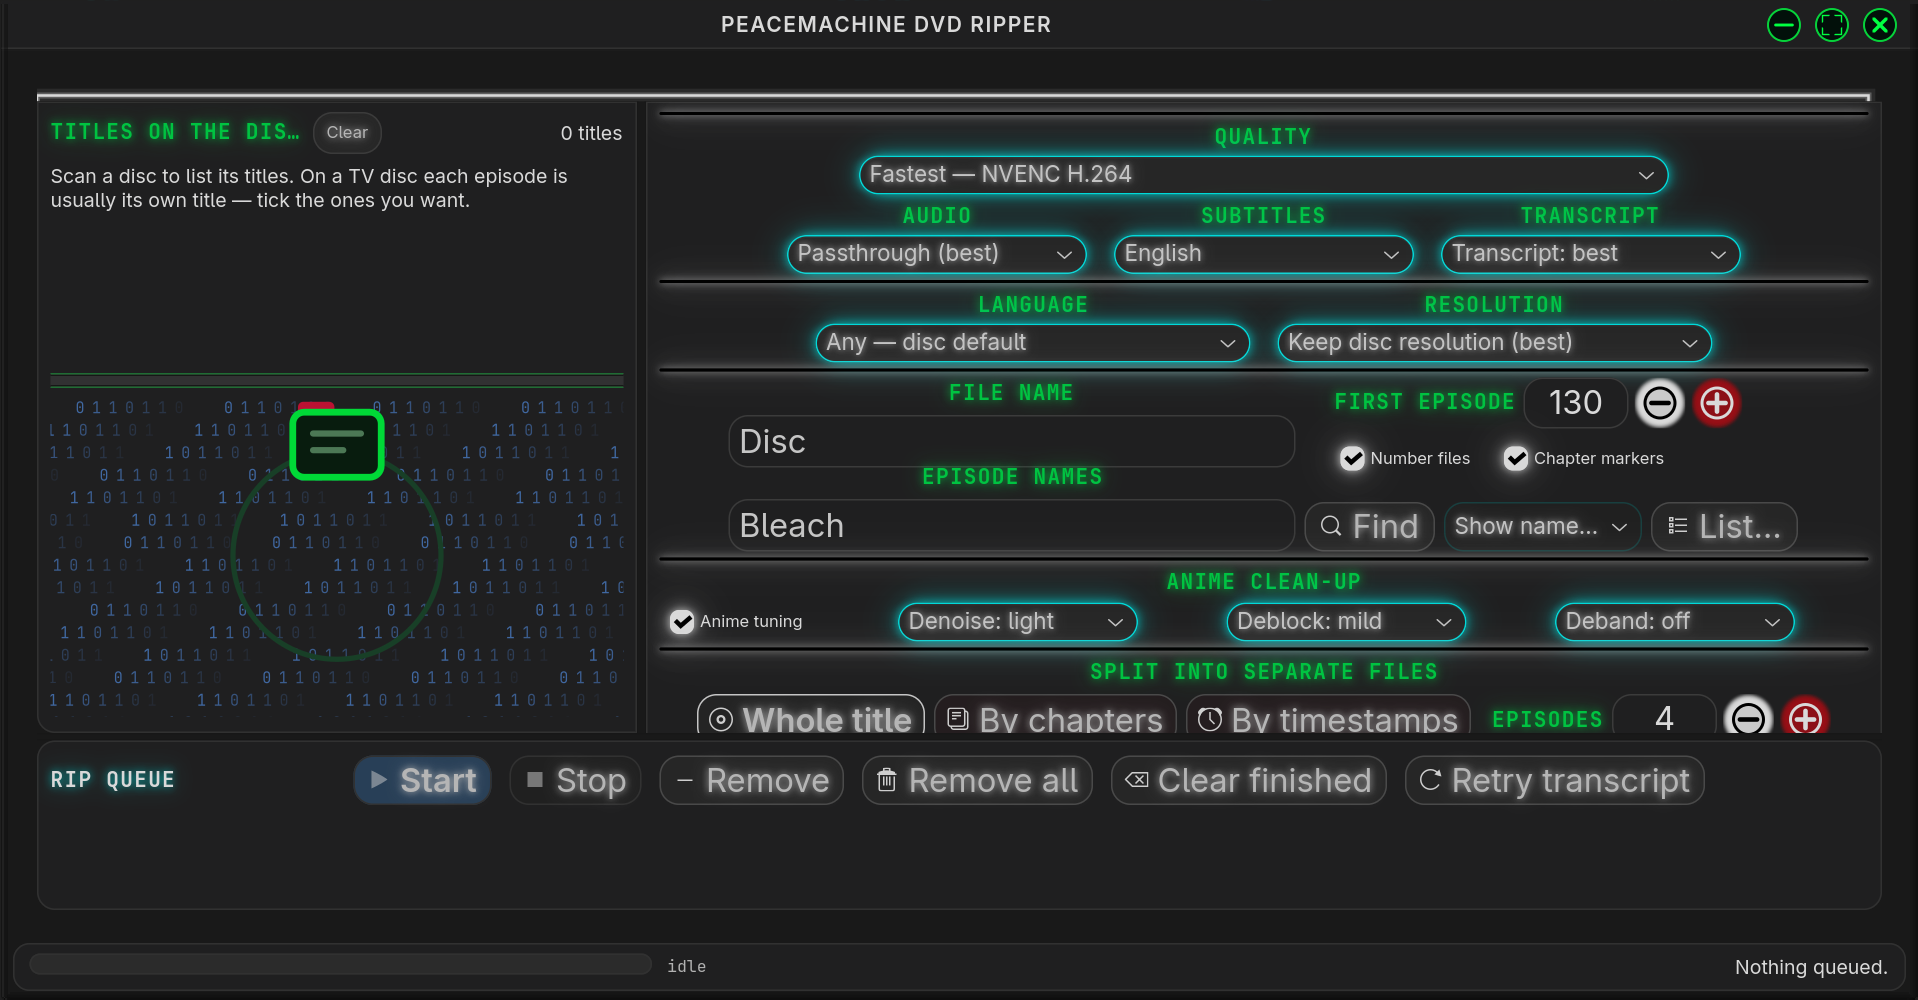 PEACEMACHINE DVD RIPPER
TITLES ON THE DIS… Clear 0 titles
Scan a disc to list its titles. On a TV disc each episode is
usually its own title — tick the ones you want.
QUALITY
Fastest — NVENC H.264
AUDIO SUBTITLES TRANSCRIPT
Passthrough (best) English Transcript: best
LANGUAGE RESOLUTION
Any — disc default Keep disc resolution (best)
FILE NAME FIRST EPISODE 130
Disc
Number files Chapter markers
EPISODE NAMES
Bleach Find Show name... List...
ANIME CLEAN-UP
Anime tuning Denoise: light Deblock: mild Deband: off
SPLIT INTO SEPARATE FILES
Whole title By chapters By timestamps EPISODES 4
RIP QUEUE Start Stop Remove Remove all Clear finished Retry transcript
idle Nothing queued.